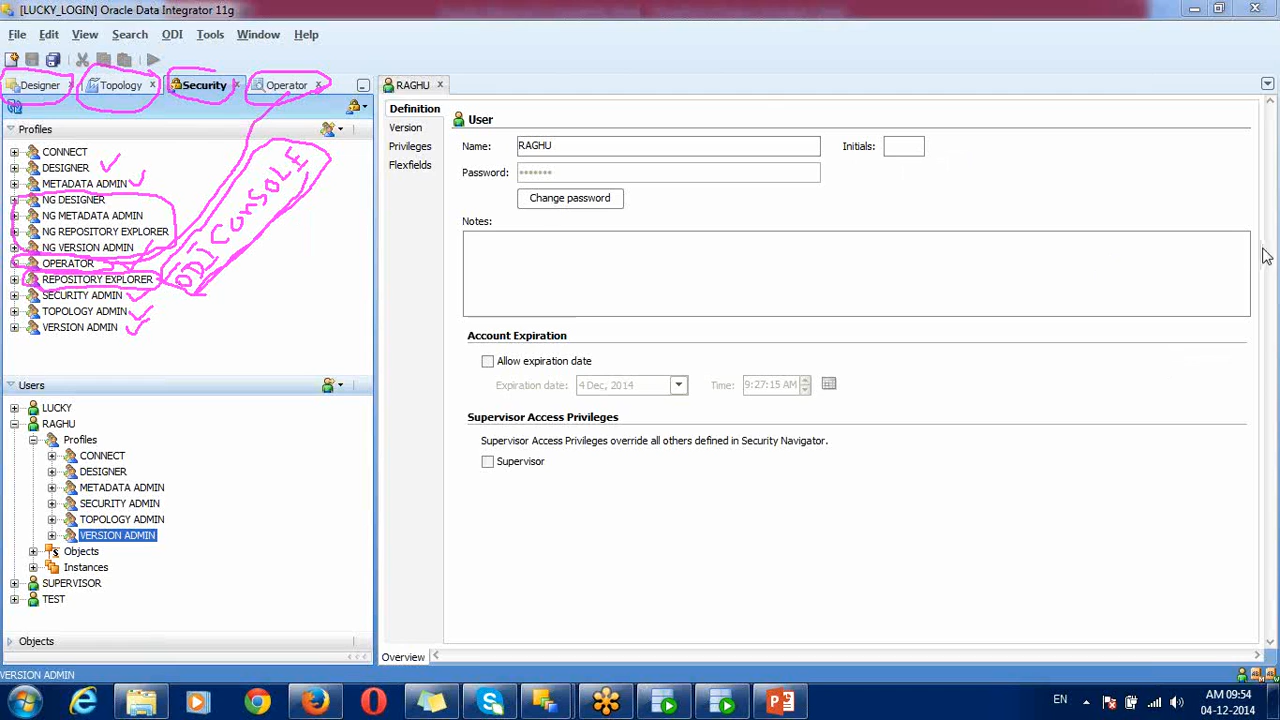 [LUCKY_LOGIN] Oracle Data Integrator 11g
File Edit View Search ODI Tools Window Help
Designer Topology Security Operator
RAGHU
Profiles
CONNECT
DESIGNER
METADATA ADMIN
NG DESIGNER
NG METADATA ADMIN
NG REPOSITORY EXPLORER
NG VERSION ADMIN
OPERATOR
REPOSITORY EXPLORER
SECURITY ADMIN
TOPOLOGY ADMIN
VERSION ADMIN
ODI ConsoLE
Users
LUCKY
RAGHU
Profiles
CONNECT
DESIGNER
METADATA ADMIN
SECURITY ADMIN
TOPOLOGY ADMIN
VERSION ADMIN
Objects
Instances
SUPERVISOR
TEST
Objects
VERSION ADMIN
Definition
Version
Privileges
Flexfields
User
Name: RAGHU Initials:
Password: •••••••
Change password
Notes:
Account Expiration
Allow expiration date
Expiration date: 4 Dec, 2014 Time: 9:27:15 AM
Supervisor Access Privileges
Supervisor Access Privileges override all others defined in Security Navigator.
Supervisor
Overview
EN
AM 09:54
04-12-2014